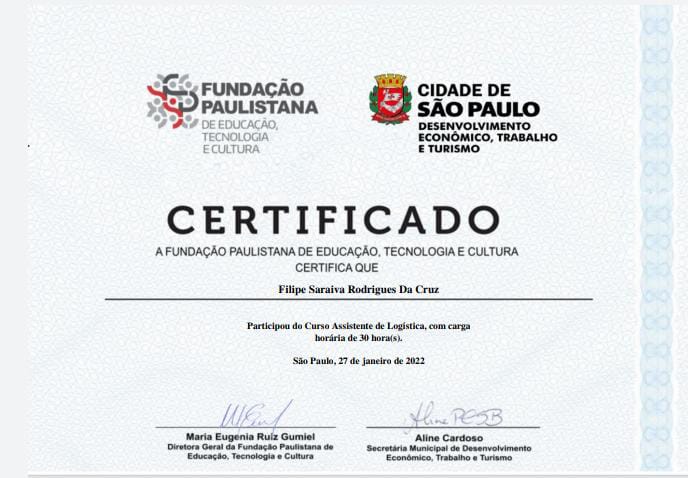 FUNDAÇÃO
PAULISTANA
DE EDUCAÇÃO,
TECNOLOGIA
E CULTURA
CIDADE DE
SÃO PAULO
DESENVOLVIMENTO
ECONÔMICO, TRABALHO
E TURISMO
CERTIFICADO
A FUNDAÇÃO PAULISTANA DE EDUCAÇÃO, TECNOLOGIA E CULTURA
CERTIFICA QUE
Filipe Saraiva Rodrigues Da Cruz
Participou do Curso Assistente de Logística, com carga
horária de 30 hora(s).
São Paulo, 27 de janeiro de 2022
Maria Eugenia Ruiz Gumiel
Diretora Geral da Fundação Paulistana de
Educação, Tecnologia e Cultura
Aline Cardoso
Secretária Municipal de Desenvolvimento
Econômico, Trabalho e Turismo